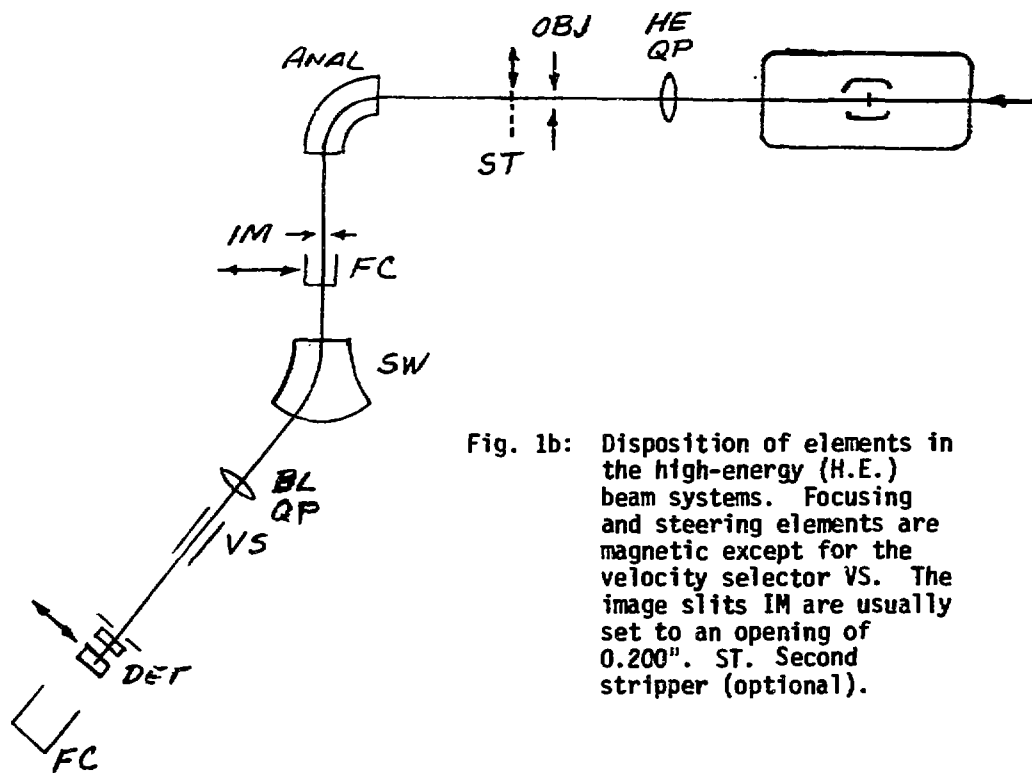 OBJ
HE
QP
ANAL
ST
IM
FC
SW
BL
QP
VS
DET
FC
Fig. 1b: Disposition of elements in
the high-energy (H.E.)
beam systems. Focusing
and steering elements are
magnetic except for the
velocity selector VS. The
image slits IM are usually
set to an opening of
0.200". ST. Second
stripper (optional).